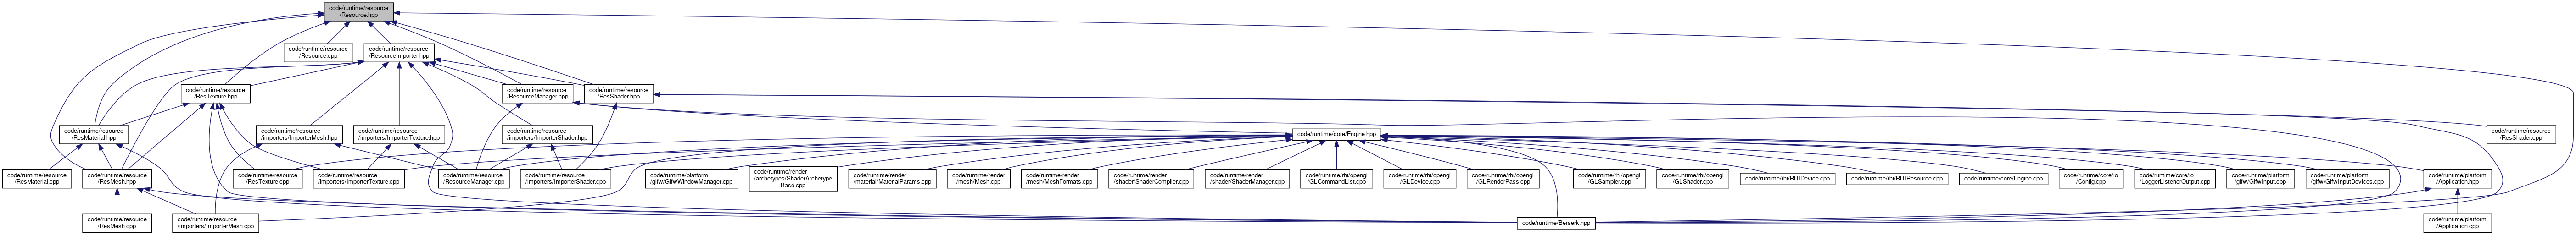 code/runtime/resource
/Resource.hpp
code/runtime/resource
/Resource.cpp
code/runtime/resource
/ResourceImporter.hpp
code/runtime/resource
/ResTexture.hpp
code/runtime/resource
/ResourceManager.hpp
code/runtime/resource
/ResShader.hpp
code/runtime/resource
/ResMaterial.hpp
code/runtime/resource
/importers/ImporterMesh.hpp
code/runtime/resource
/importers/ImporterTexture.hpp
code/runtime/resource
/importers/ImporterShader.hpp
code/runtime/core/Engine.hpp
code/runtime/resource
/ResShader.cpp
code/runtime/resource
/ResMaterial.cpp
code/runtime/resource
/ResMesh.hpp
code/runtime/resource
/ResTexture.cpp
code/runtime/resource
/importers/ImporterTexture.cpp
code/runtime/resource
/ResourceManager.cpp
code/runtime/resource
/importers/ImporterShader.cpp
code/runtime/platform
/glfw/GlfwWindowManager.cpp
code/runtime/render
/archetypes/ShaderArchetype
Base.cpp
code/runtime/render
/material/MaterialParams.cpp
code/runtime/render
/mesh/Mesh.cpp
code/runtime/render
/mesh/MeshFormats.cpp
code/runtime/render
/shader/ShaderCompiler.cpp
code/runtime/render
/shader/ShaderManager.cpp
code/runtime/rhi/opengl
/GLCommandList.cpp
code/runtime/rhi/opengl
/GLDevice.cpp
code/runtime/rhi/opengl
/GLRenderPass.cpp
code/runtime/rhi/opengl
/GLSampler.cpp
code/runtime/rhi/opengl
/GLShader.cpp
code/runtime/rhi/RHIDevice.cpp
code/runtime/rhi/RHIResource.cpp
code/runtime/core/Engine.cpp
code/runtime/core/io
/Config.cpp
code/runtime/core/io
/LoggerListenerOutput.cpp
code/runtime/platform
/glfw/GlfwInput.cpp
code/runtime/platform
/glfw/GlfwInputDevices.cpp
code/runtime/platform
/Application.hpp
code/runtime/resource
/ResMesh.cpp
code/runtime/resource
/importers/ImporterMesh.cpp
code/runtime/Berserk.hpp
code/runtime/platform
/Application.cpp